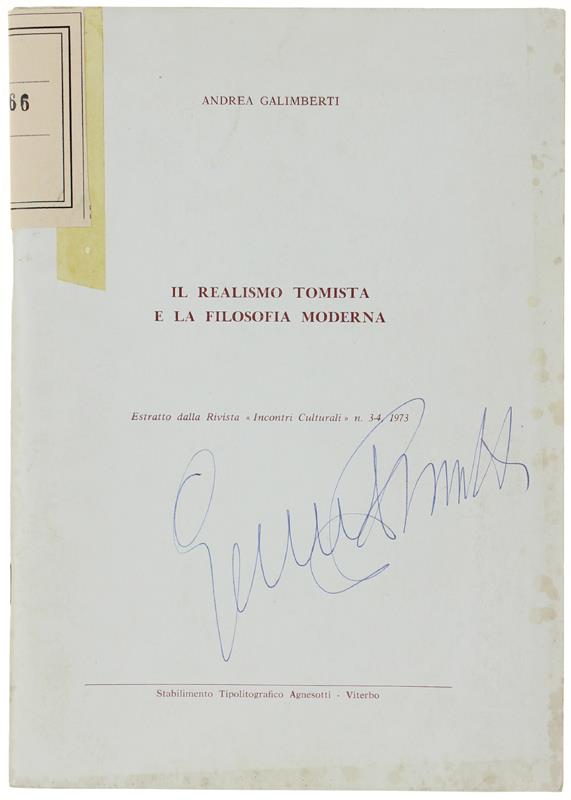 66
ANDREA GALIMBERTI
IL REALISMO TOMISTA
E LA FILOSOFIA MODERNA
Estratto dalla Rivista « Incontri Culturali » n. 3-4, 1973
Stabilimento Tipolitografico Agnesotti - Viterbo